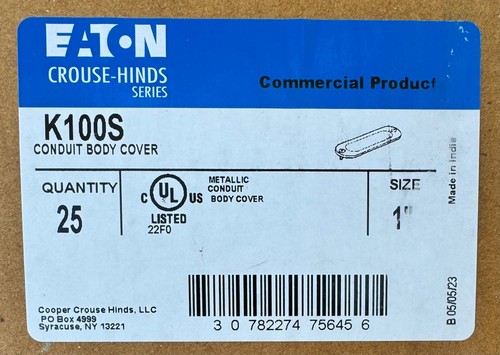 EATON
CROUSE-HINDS
SERIES
Commercial Product
K100S
CONDUIT BODY COVER
QUANTITY
25
C UL US
LISTED
22F0
METALLIC
CONDUIT
BODY COVER
SIZE
1"
Made in India
B 05/05/23
Cooper Crouse Hinds, LLC
PO Box 4999
Syracuse, NY 13221
3 0 782274 75645 6